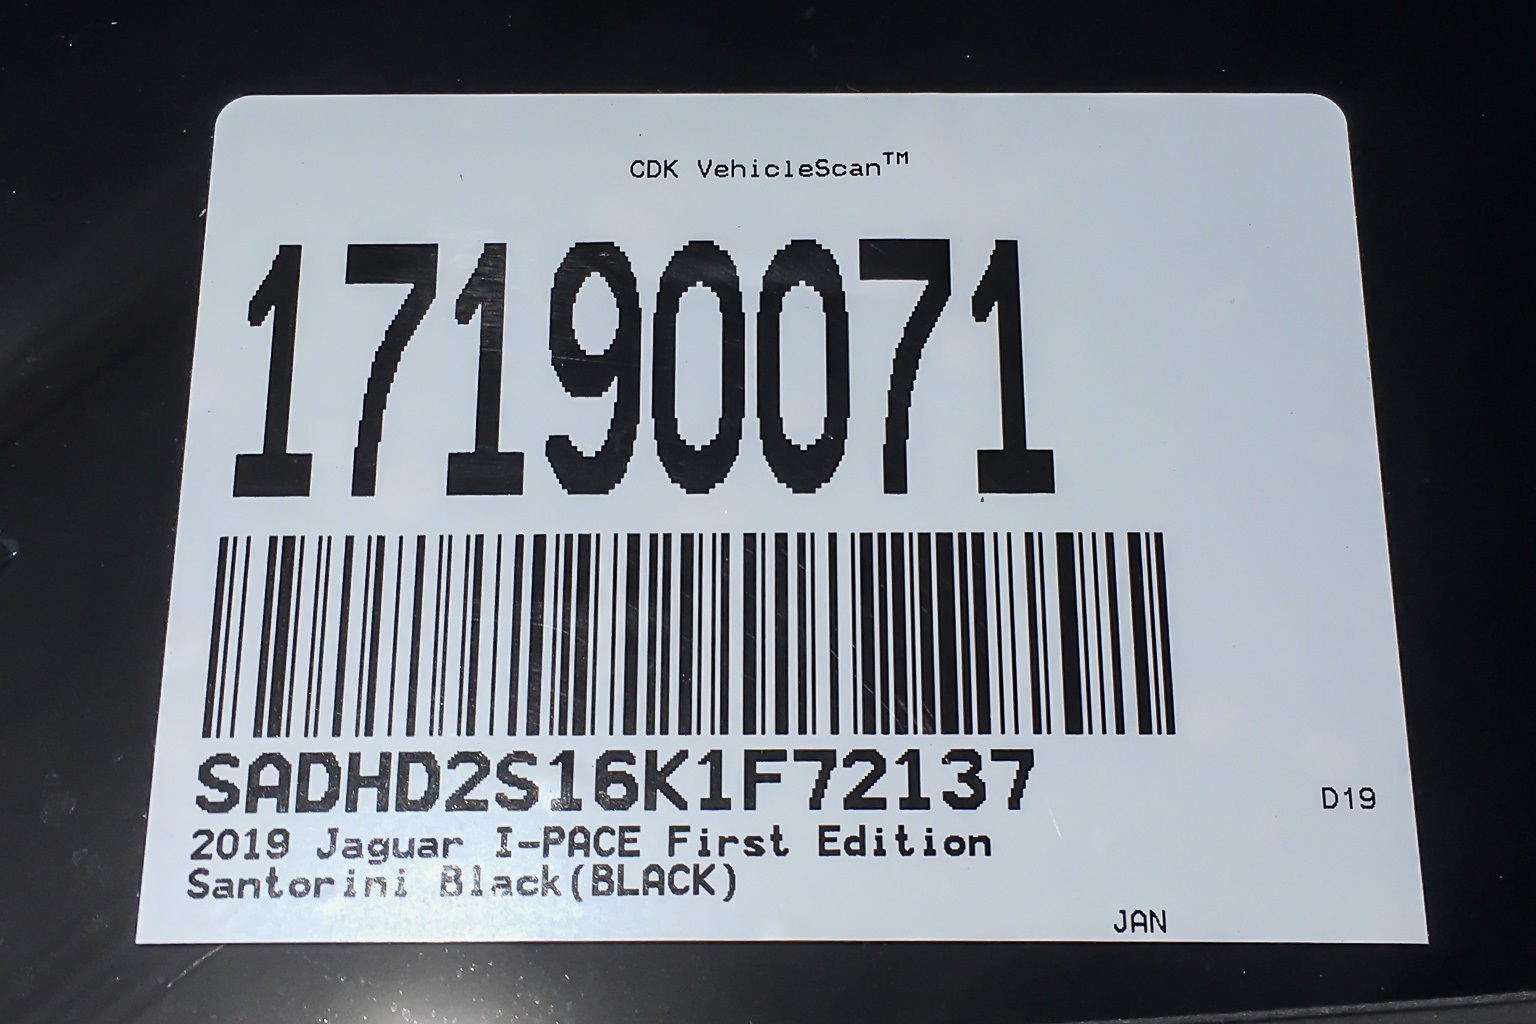 CDK VehicleScan™
17190071
SADHD2S16K1F72137
D19
2019 Jaguar I-PACE First Edition
Santorini Black(BLACK)
JAN